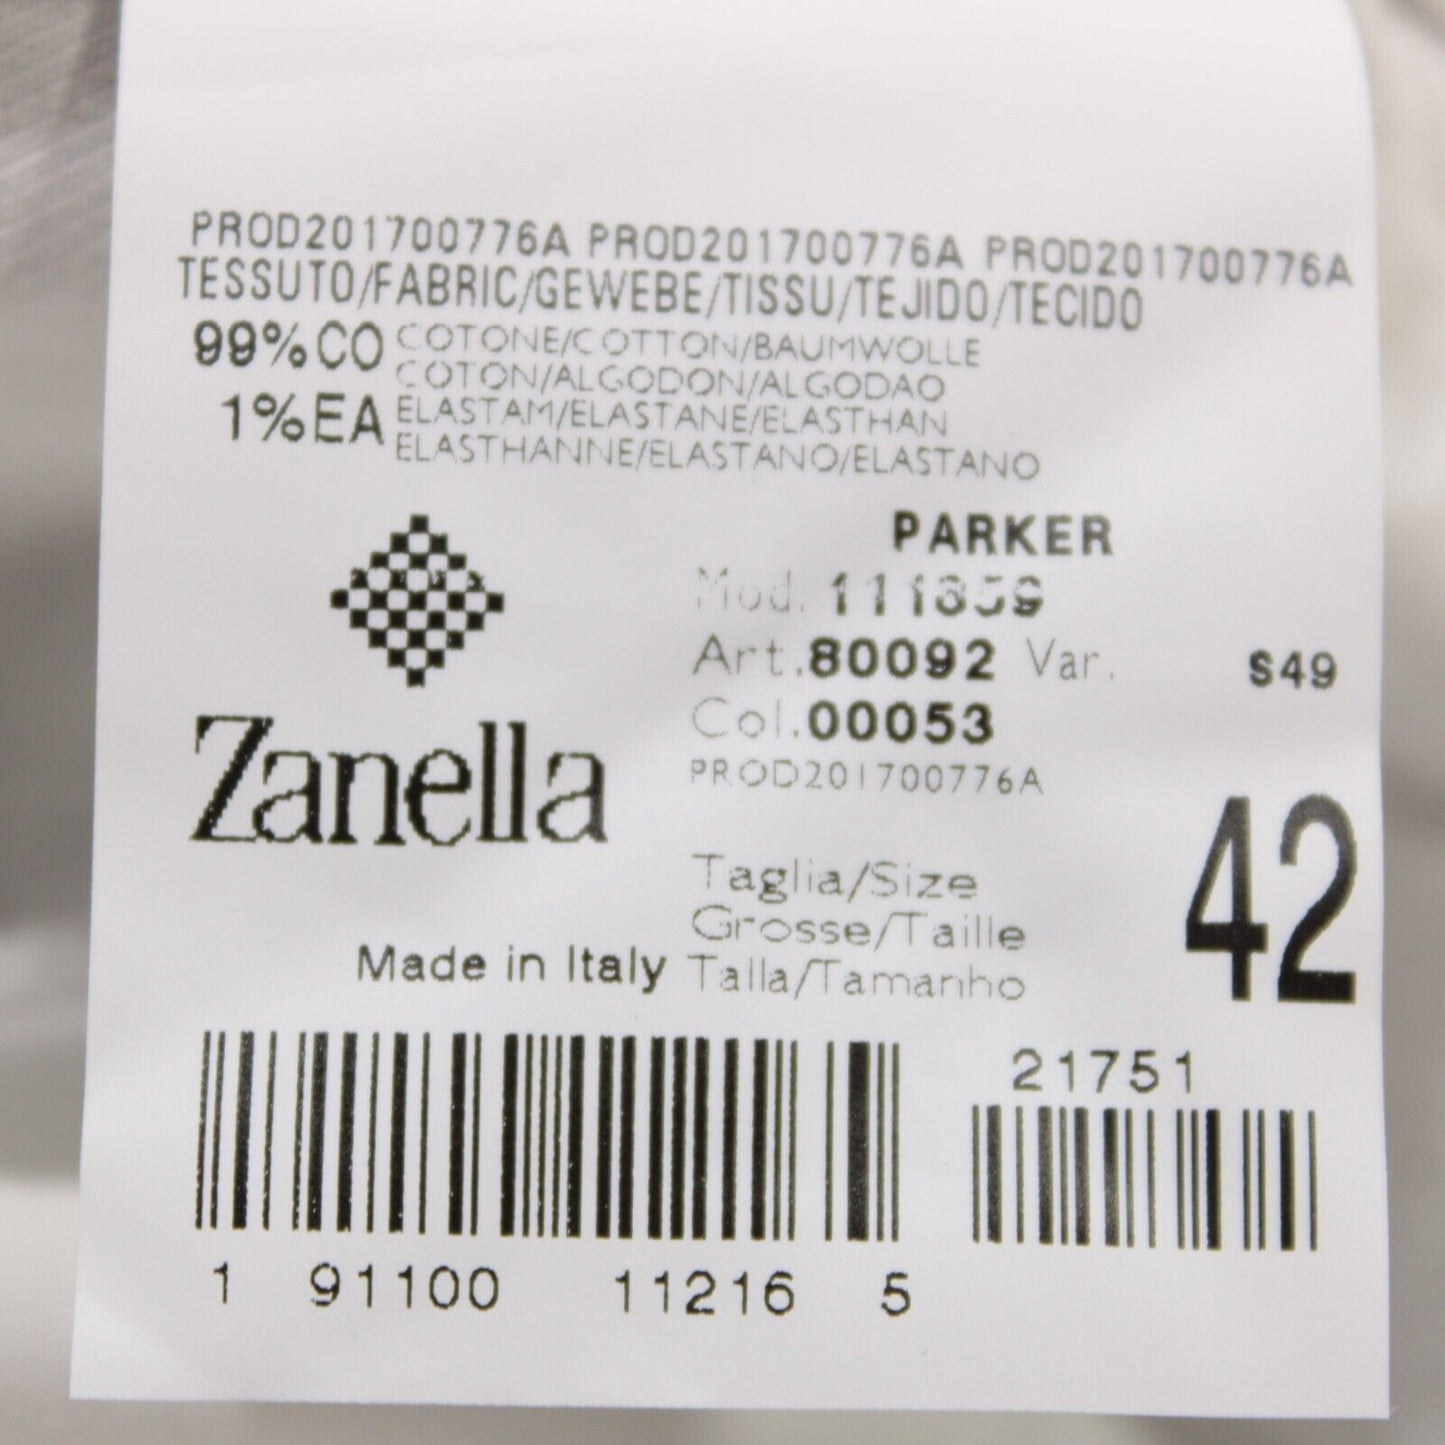 PROD201700776A PROD201700776A PROD201700776A
TESSUTO/FABRIC/GEWEBE/TISSU/TEJIDO/TECIDO
99%CO COTONE/COTTON/BAUMWOLLE
COTON/ALGODON/ALGODAO
1%EA ELASTAM/ELASTANE/ELASTHAN
ELASTHANNE/ELASTANO/ELASTANO
PARKER
Mod.
Art.80092 Var. S49
Col.00053
PROD201700776A
Zanella
42
Taglia/Size
Grosse/Taille
Made in Italy Talla/Tamanho
21751
1 91100 11216 5